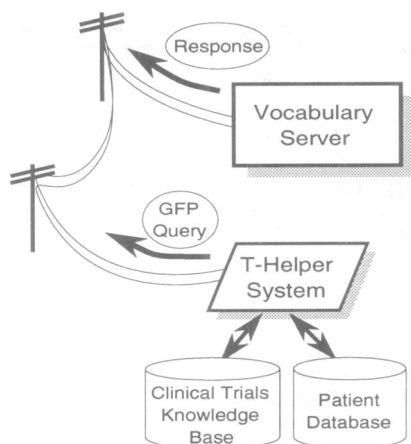 Response
Vocabulary
Server
GFP
Query
T-Helper
System
Clinical Trials
Knowledge
Base
Patient
Database